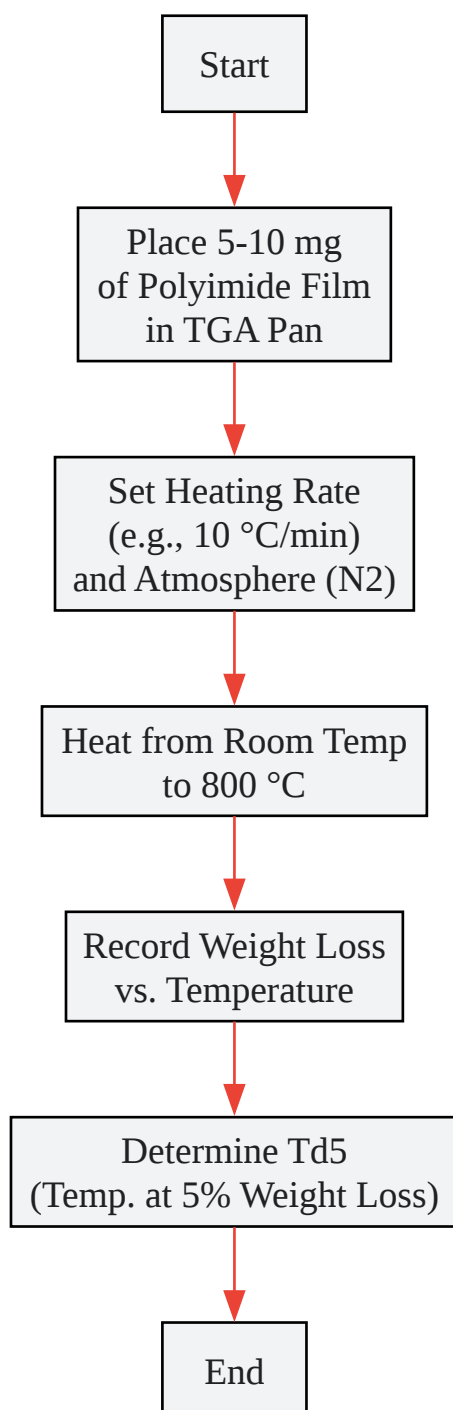 Start
Place 5-10 mg
of Polyimide Film
in TGA Pan
Set Heating Rate
(e.g., 10 °C/min)
and Atmosphere (N2)
Heat from Room Temp
to 800 °C
Record Weight Loss
vs. Temperature
Determine Td5
(Temp. at 5% Weight Loss)
End